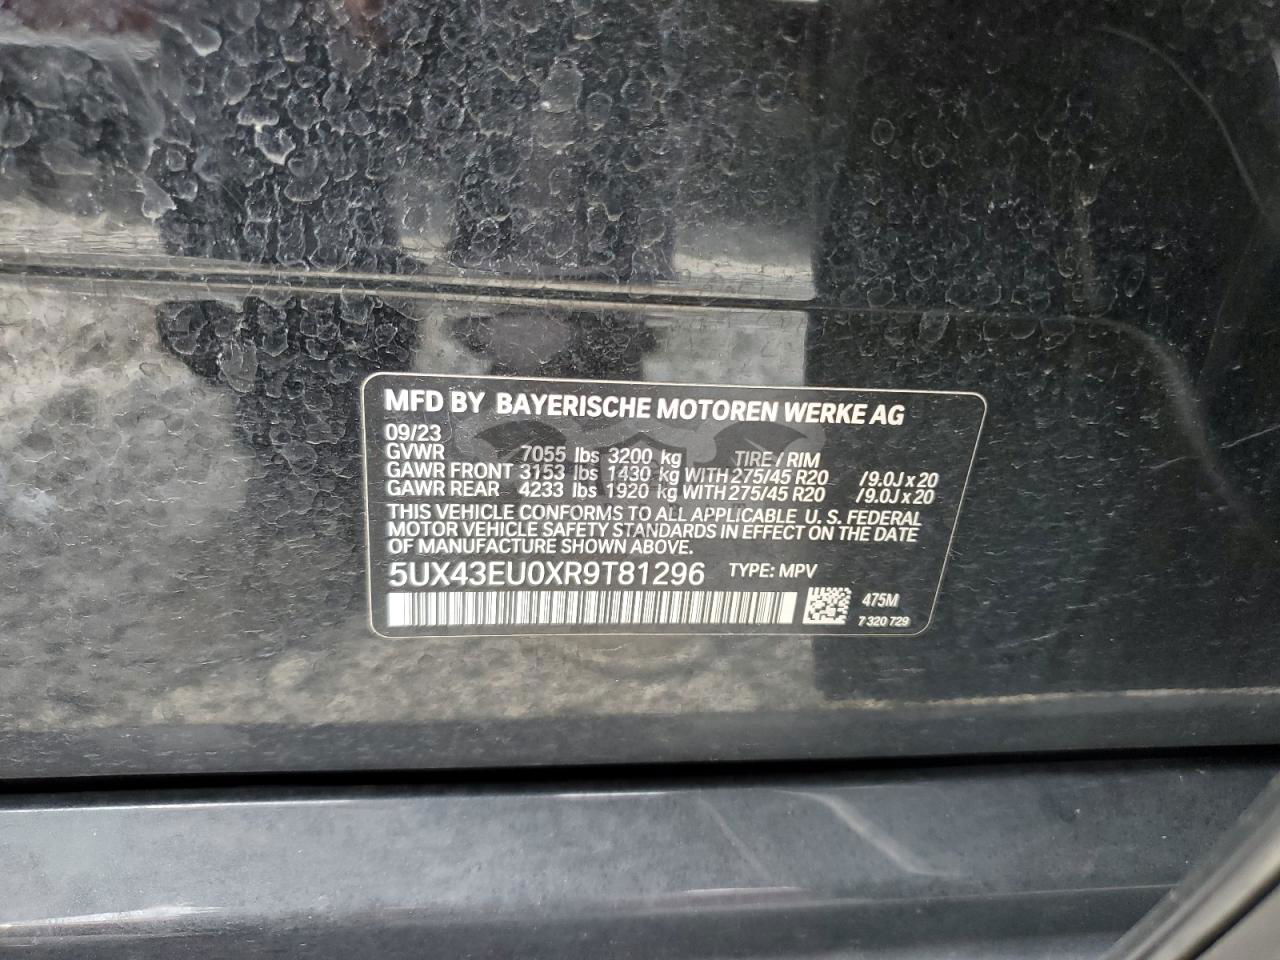 MFD BY BAYERISCHE MOTOREN WERKE AG
09/23
GVWR 7055 lbs 3200 kg TIRE / RIM
GAWR FRONT 3153 lbs 1430 kg WITH 275/45 R20 /9.0J x 20
GAWR REAR 4233 lbs 1920 kg WITH 275/45 R20 /9.0J x 20
THIS VEHICLE CONFORMS TO ALL APPLICABLE U.S. FEDERAL
MOTOR VEHICLE SAFETY STANDARDS IN EFFECT ON THE DATE
OF MANUFACTURE SHOWN ABOVE.
5UX43EU0XR9T81296 TYPE: MPV
475M
7 320 729